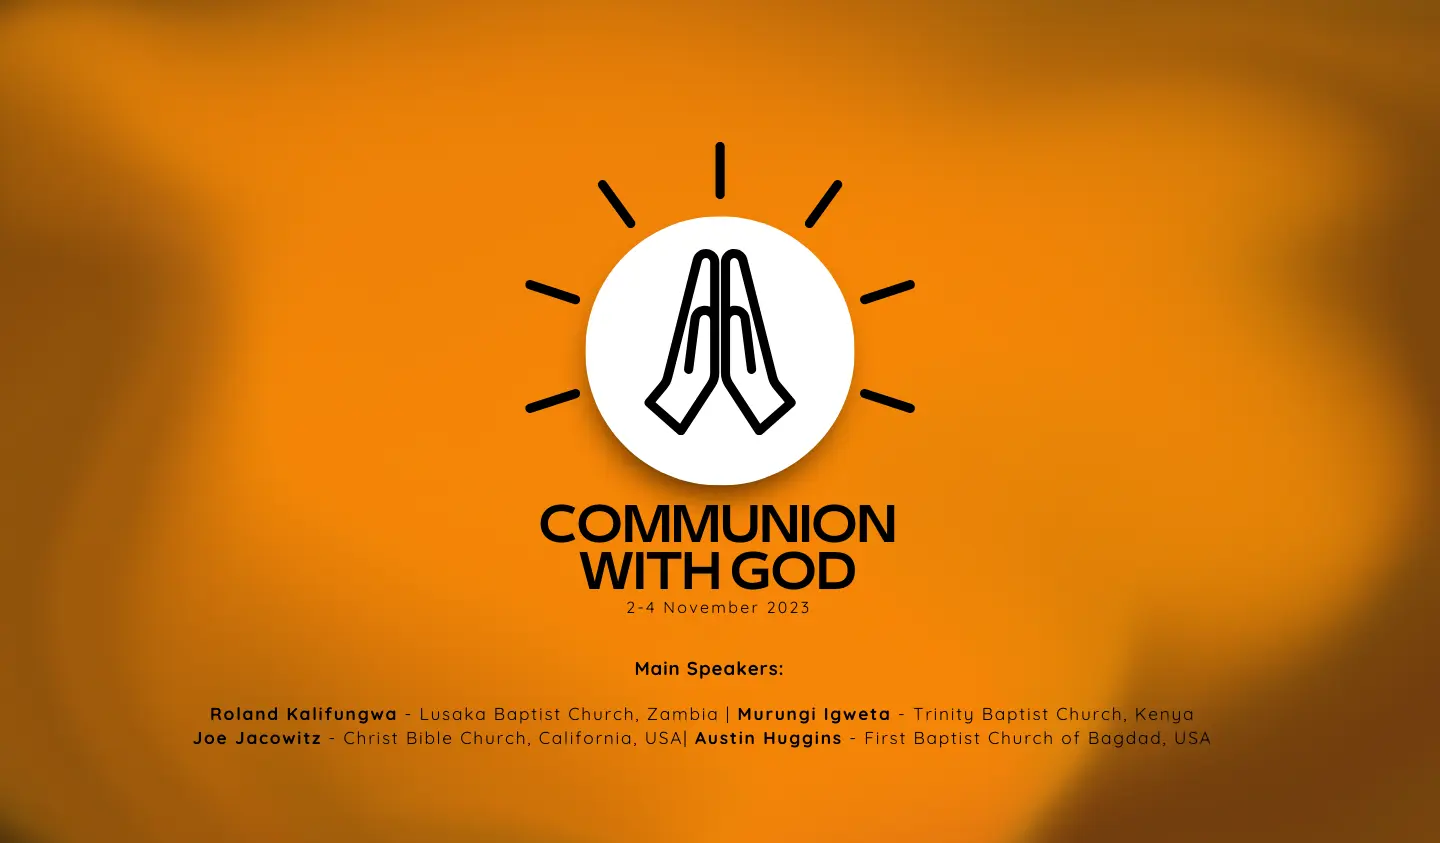 COMMUNION
WITH GOD
2-4 November 2023
Main Speakers:
Roland Kalifungwa - Lusaka Baptist Church, Zambia | Murungi Igweta - Trinity Baptist Church, Kenya
Joe Jacowitz - Christ Bible Church, California, USA| Austin Huggins - First Baptist Church of Bagdad, USA